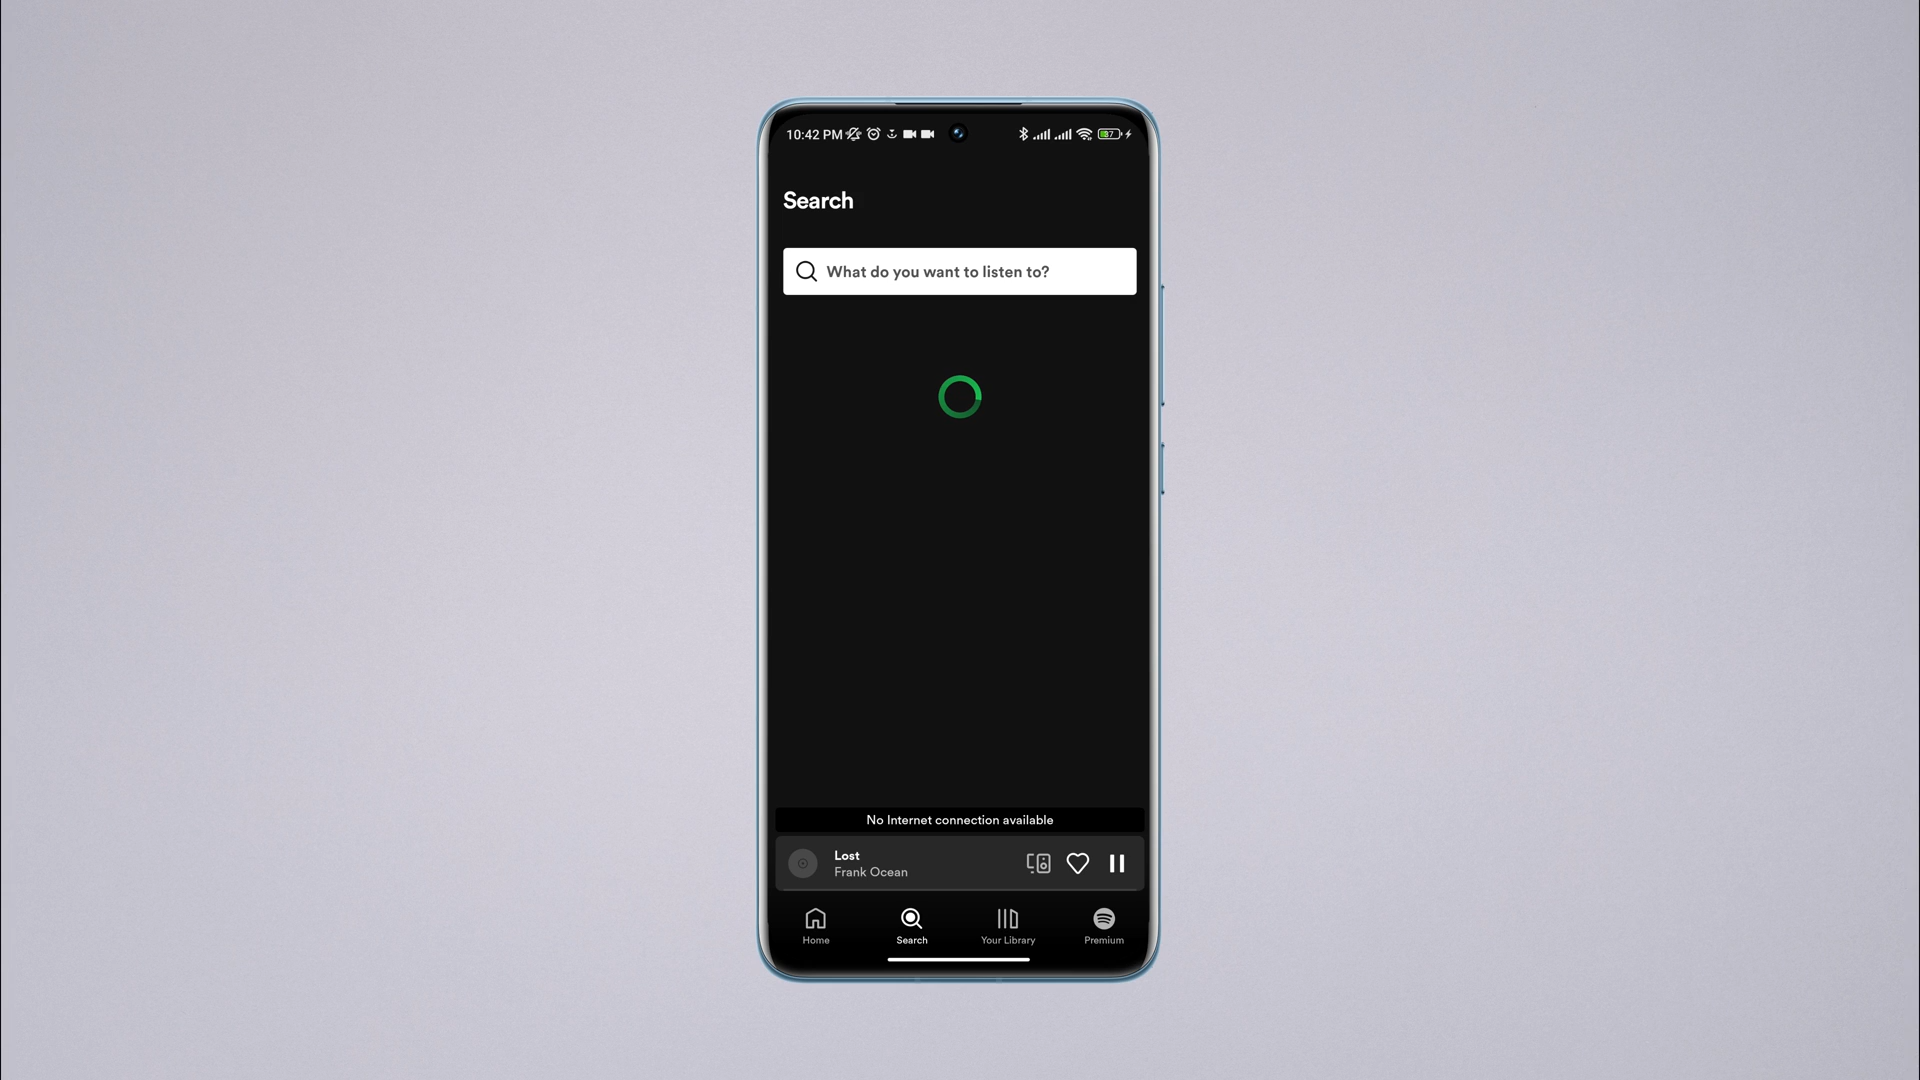 10:42 PM 87
Search
What do you want to listen to?
No Internet connection available
Lost
Frank Ocean
Home Search Your Library Premium